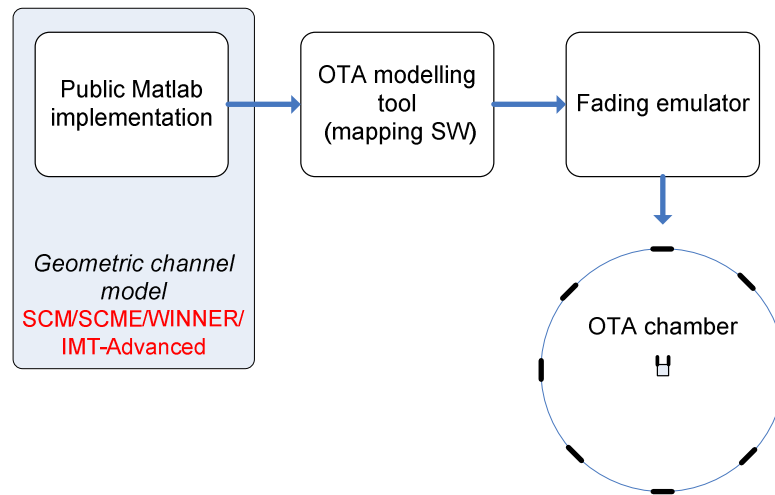 Public Matlab
implementation
OTA modelling
tool
(mapping SW)
Fading emulator
Geometric channel
model
SCM/SCME/WINNER/
IMT-Advanced
OTA chamber